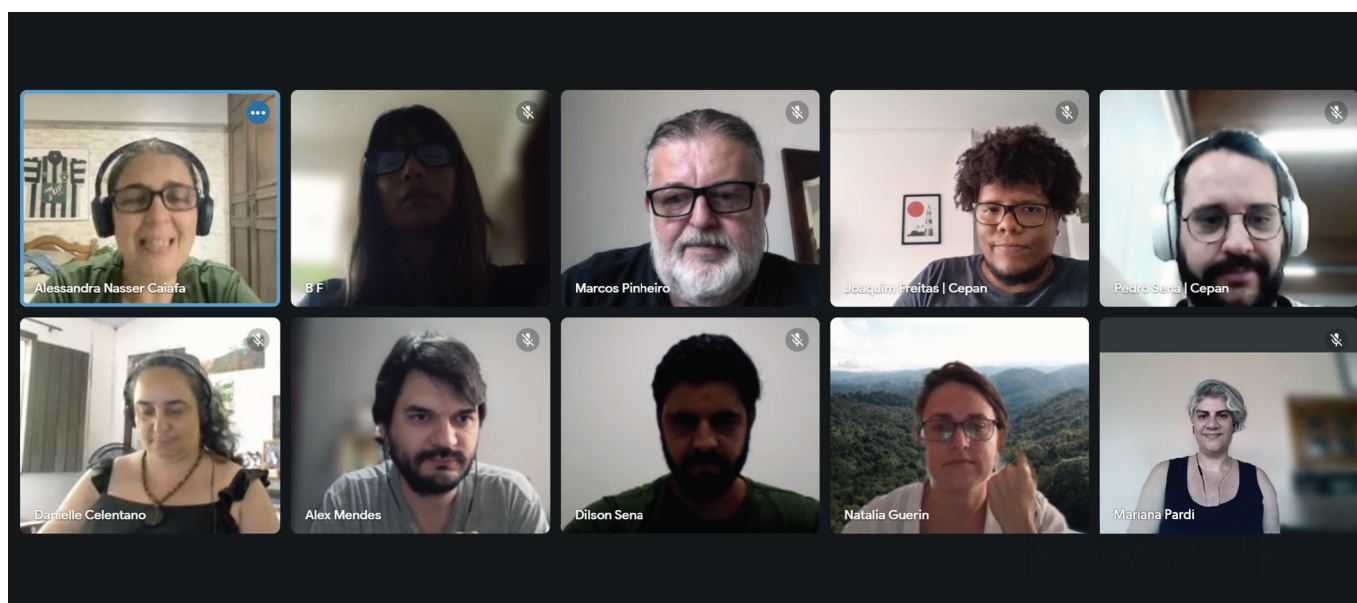 7UP
Alessandra Nasser Caiafa
B F
Marcos Pinheiro
Joaquim Freitas | Cepan
Pedro Sena | Cepan
Danielle Celentano
Alex Mendes
Dilson Sena
Natalia Guerin
Mariana Pardi